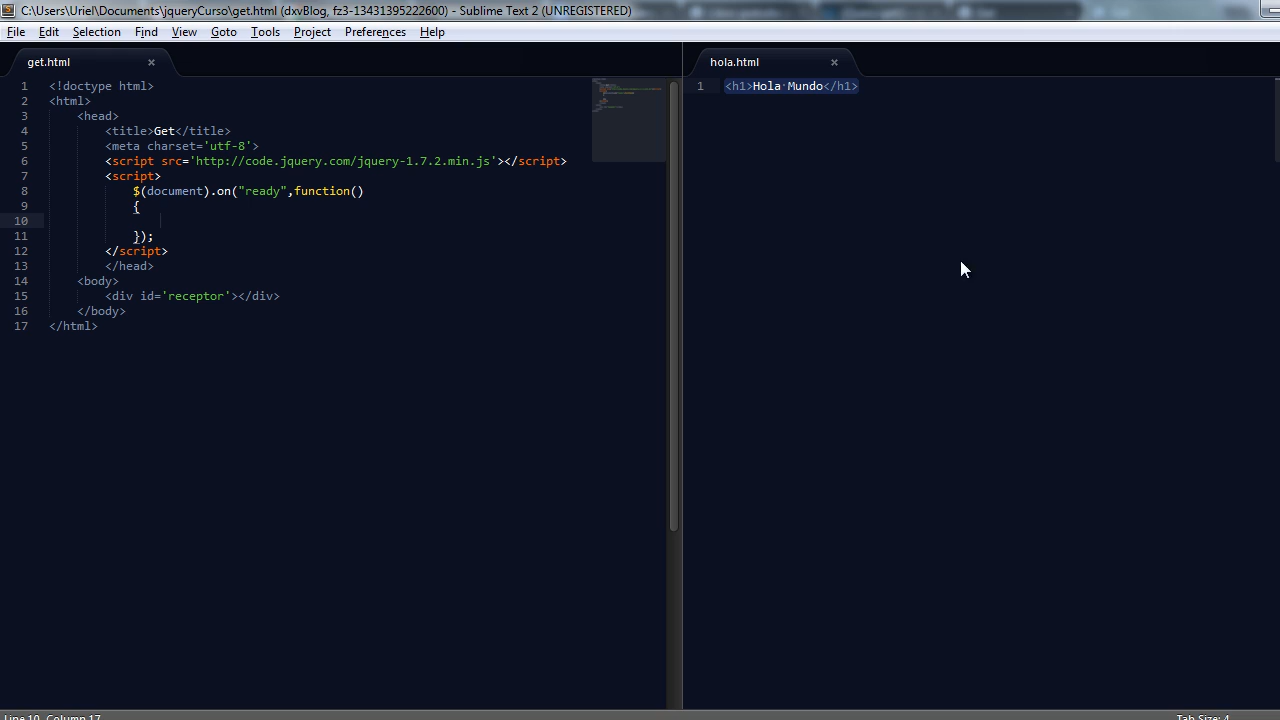 C:\Users\Uriel\Documents\jqueryCurso\get.html (dxvBlog, fz3-13431395222600) - Sublime Text 2 (UNREGISTERED)
File Edit Selection Find View Goto Tools Project Preferences Help
get.html
1 <!doctype html>
2 <html>
3 <head>
4 <title>Get</title>
5 <meta charset='utf-8'>
6 <script src='http://code.jquery.com/jquery-1.7.2.min.js'></script>
7 <script>
8 $(document).on("ready",function()
9 {
10
11 });
12 </script>
13 </head>
14 <body>
15 <div id='receptor'></div>
16 </body>
17 </html>
hola.html
1 <h1>Hola·Mundo</h1>
Line 10, Column 17
Tab Size: 4